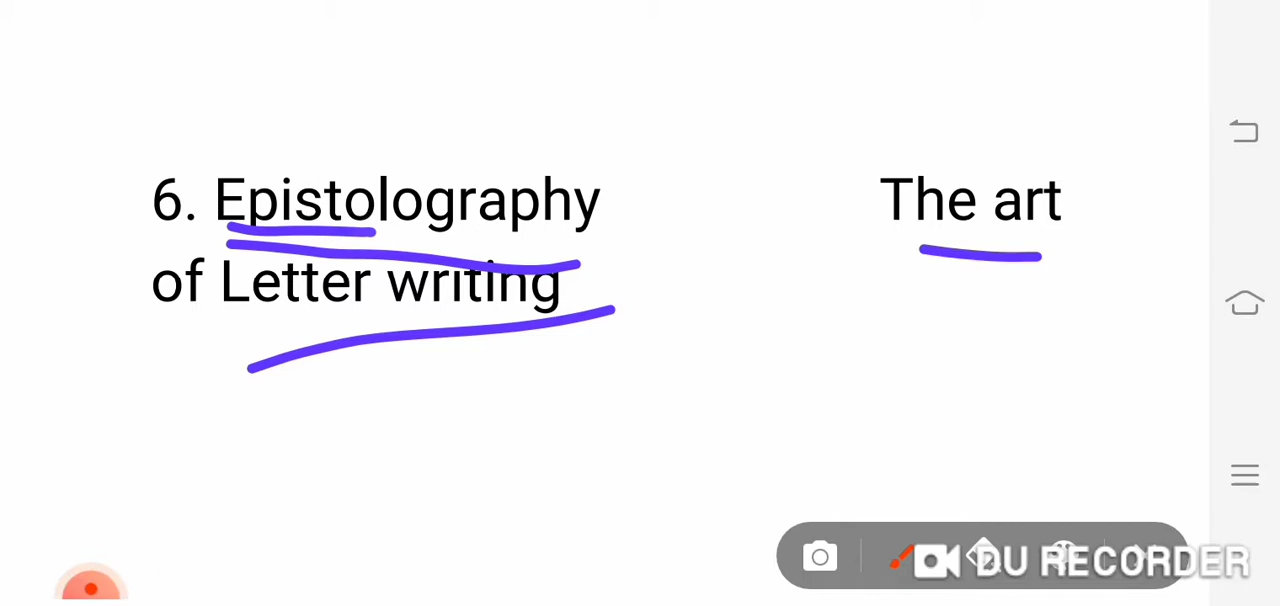 6. Epistolography The art
of Letter writing
DU RECORDER